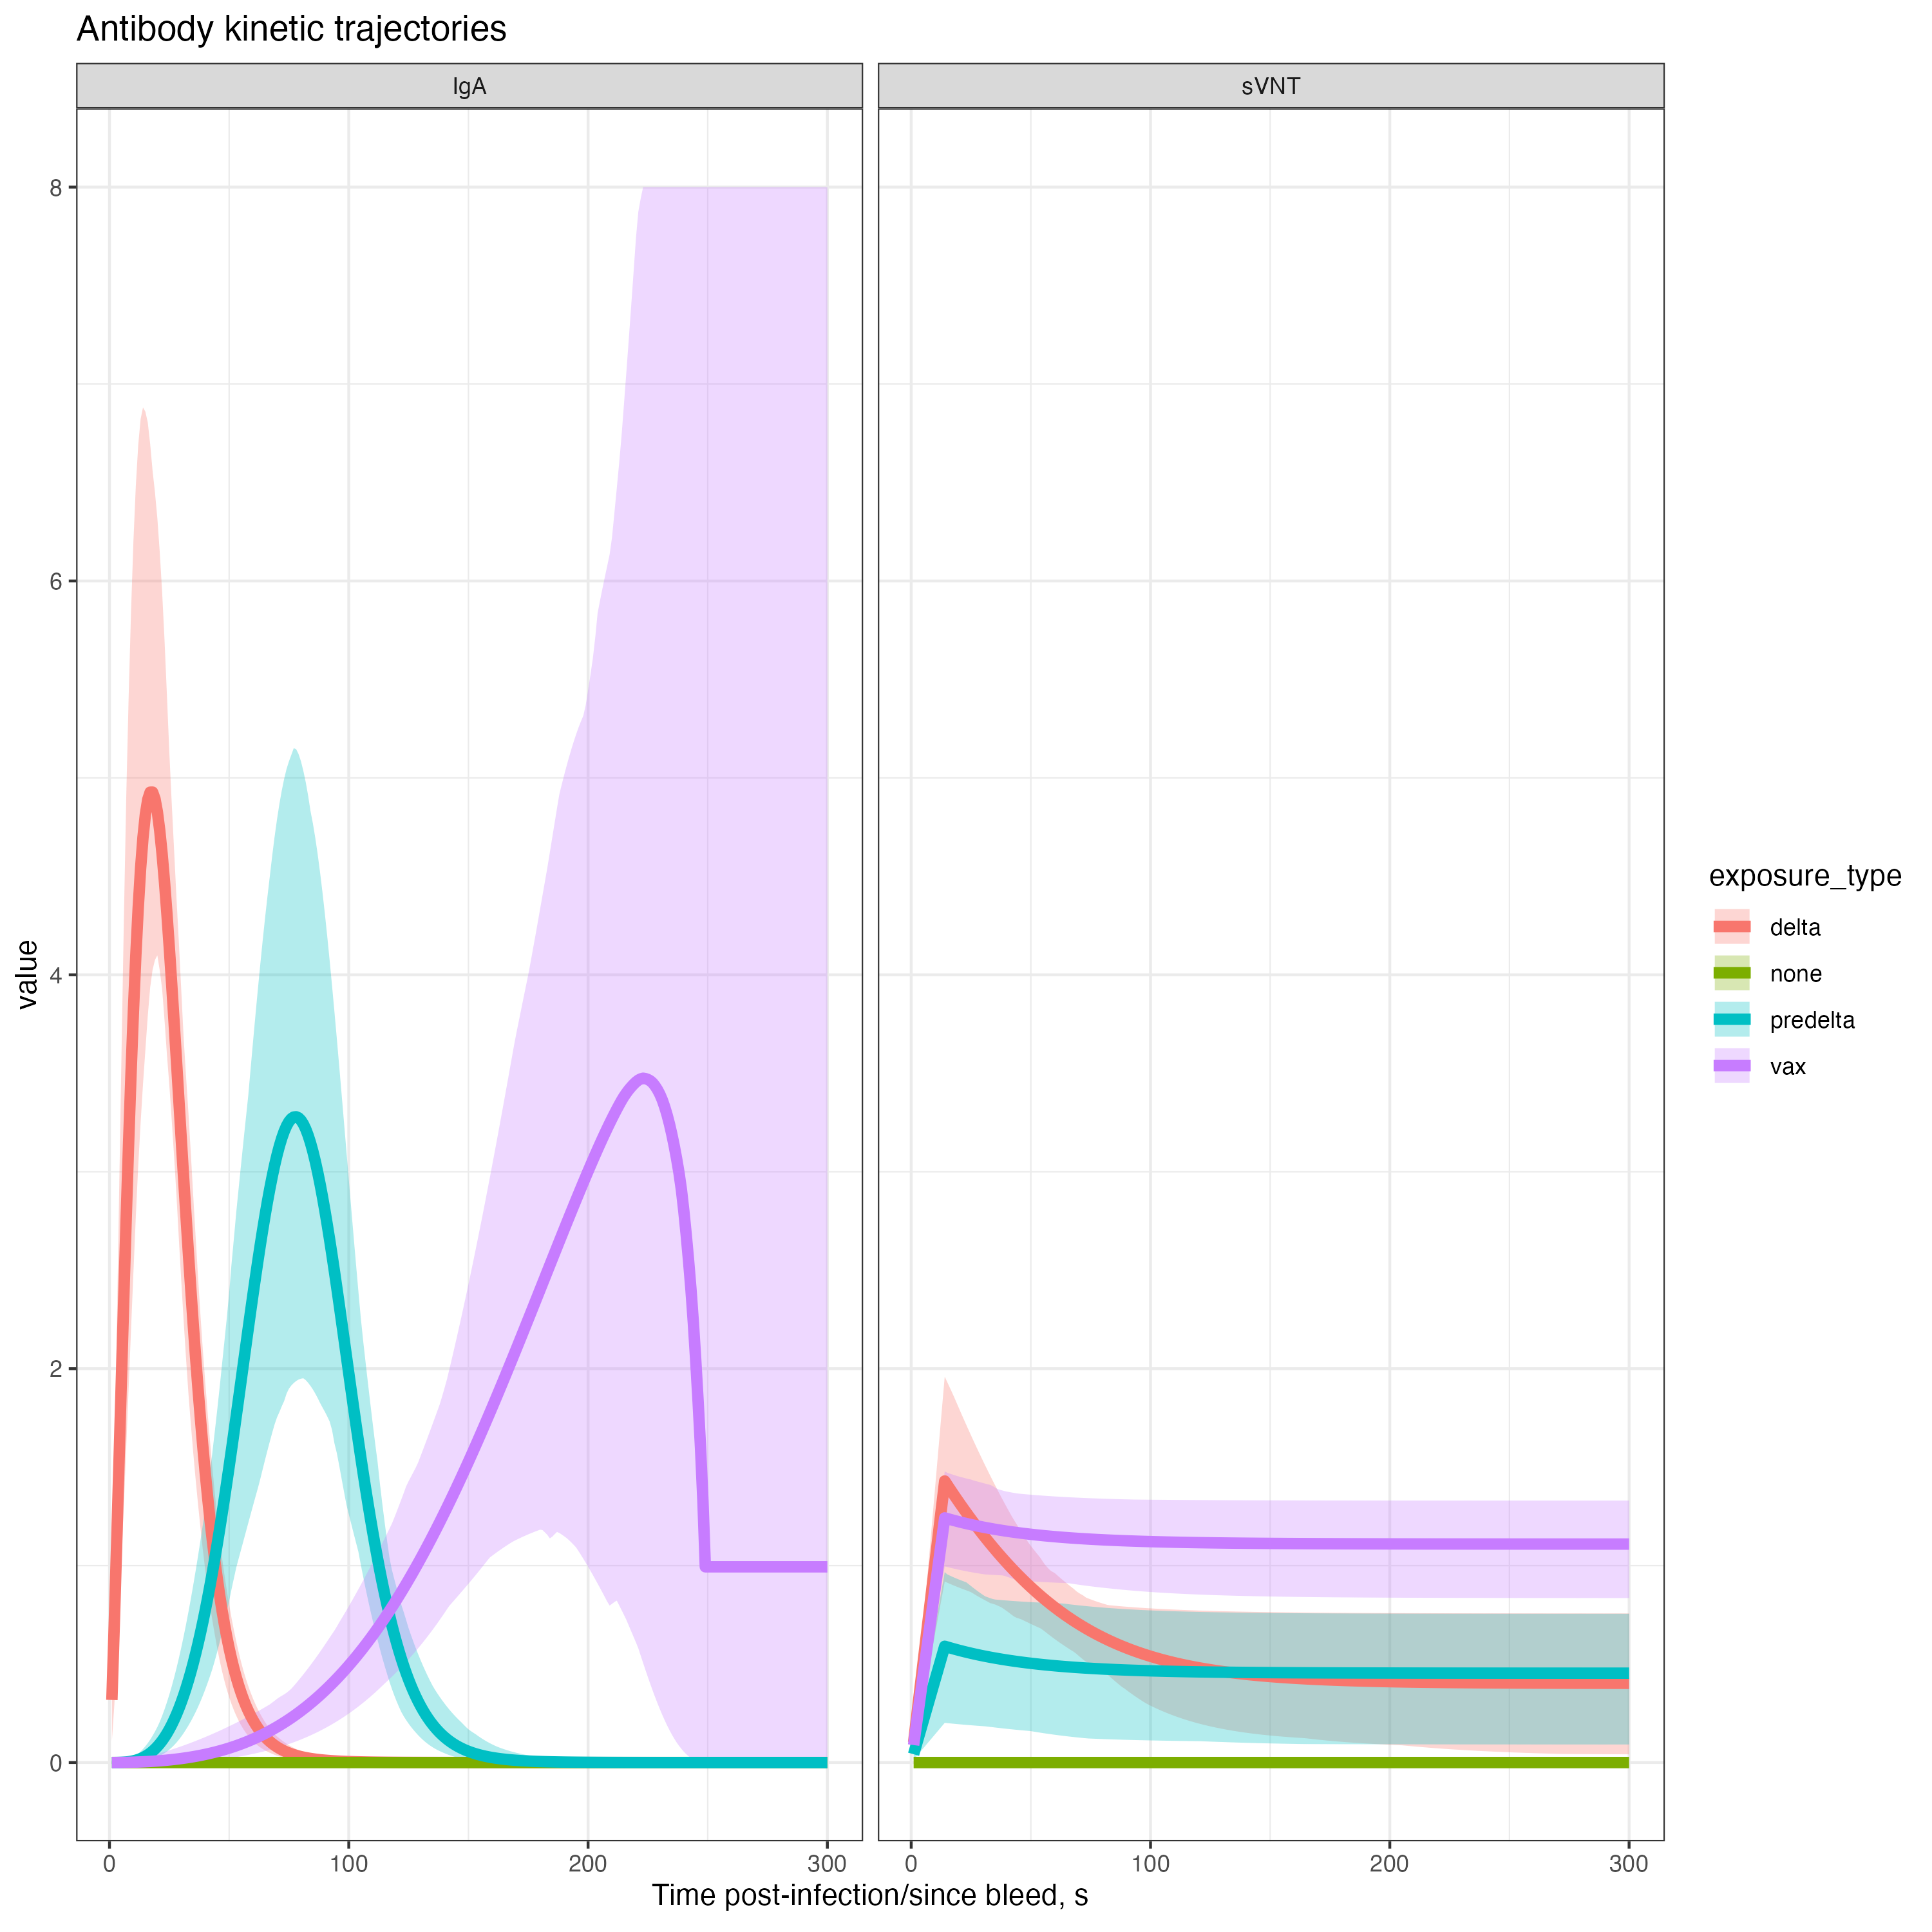 Antibody kinetic trajectories
IgA
sVNT
8
6
4
2
0
value
0 100 200 300
0 100 200 300
Time post-infection/since bleed, s
exposure_type
delta
none
predelta
vax